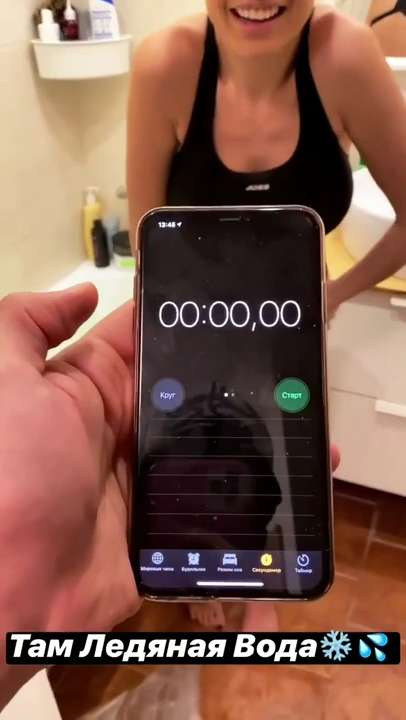 13:45
00:00,00
Круг
Старт
Мировые часы
Будильник
Режим сна
Секундомер
Таймер
Там Ледяная Вода❄️💦